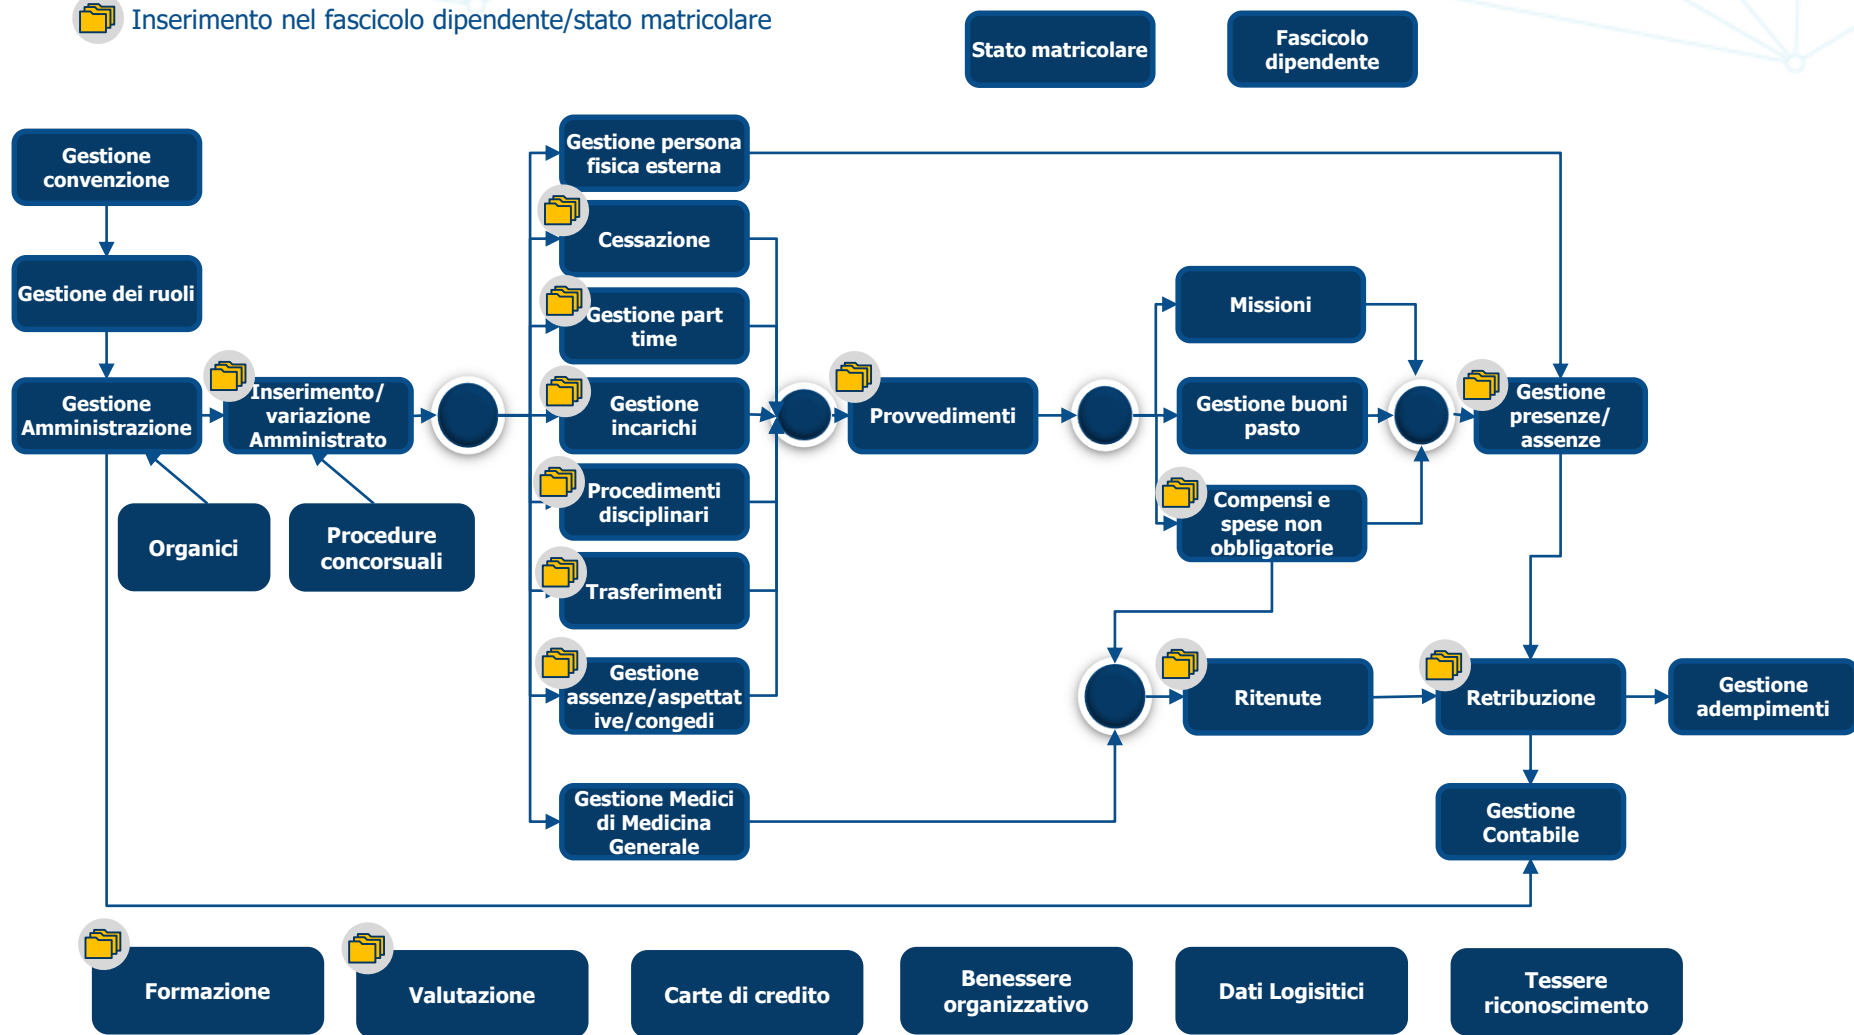 Inserimento nel fascicolo dipendente/stato matricolare
Stato matricolare
Fascicolo
dipendente
Gestione
convenzione
Gestione dei ruoli
Gestione
Amministrazione
Organici
Inserimento/
variazione
Amministrato
Procedure
concorsuali
Gestione persona
fisica esterna
Cessazione
Gestione part
time
Gestione
incarichi
Procedimenti
disciplinari
Trasferimenti
Gestione
assenze/aspettat
ive/congedi
Gestione Medici
di Medicina
Generale
Provvedimenti
Missioni
Gestione buoni
pasto
Compensi e
spese non
obbligatorie
Gestione
presenze/
assenze
Ritenute
Retribuzione
Gestione
adempimenti
Gestione
Contabile
Formazione
Valutazione
Carte di credito
Benessere
organizzativo
Dati Logisitici
Tessere
riconoscimento